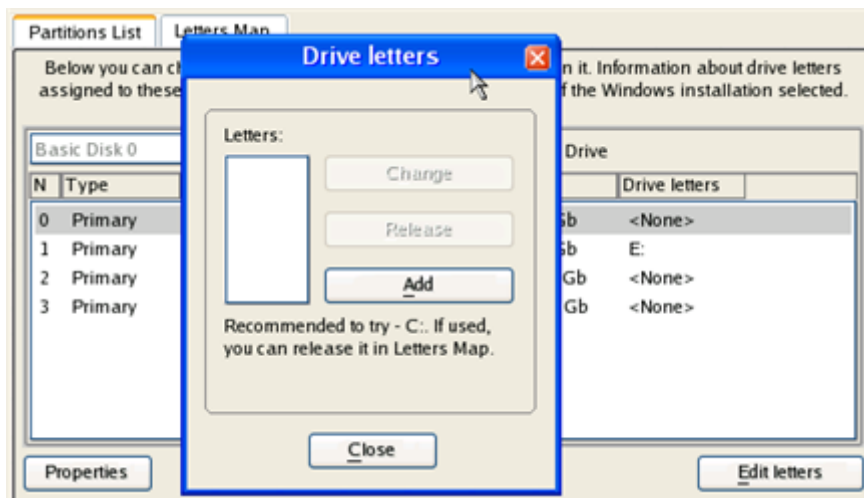 Partitions List Letters Map
Drive letters
Below you can n it. Information about drive letters
assigned to these f the Windows installation selected.
Letters:
Basic Disk 0 Drive
Change
N Type Drive letters
0 Primary <None>
Release
1 Primary E:
2 Primary Gb <None>
Add
3 Primary Gb <None>
Recommended to try - C:. If used,
you can release it in Letters Map.
Close
Properties Edit letters